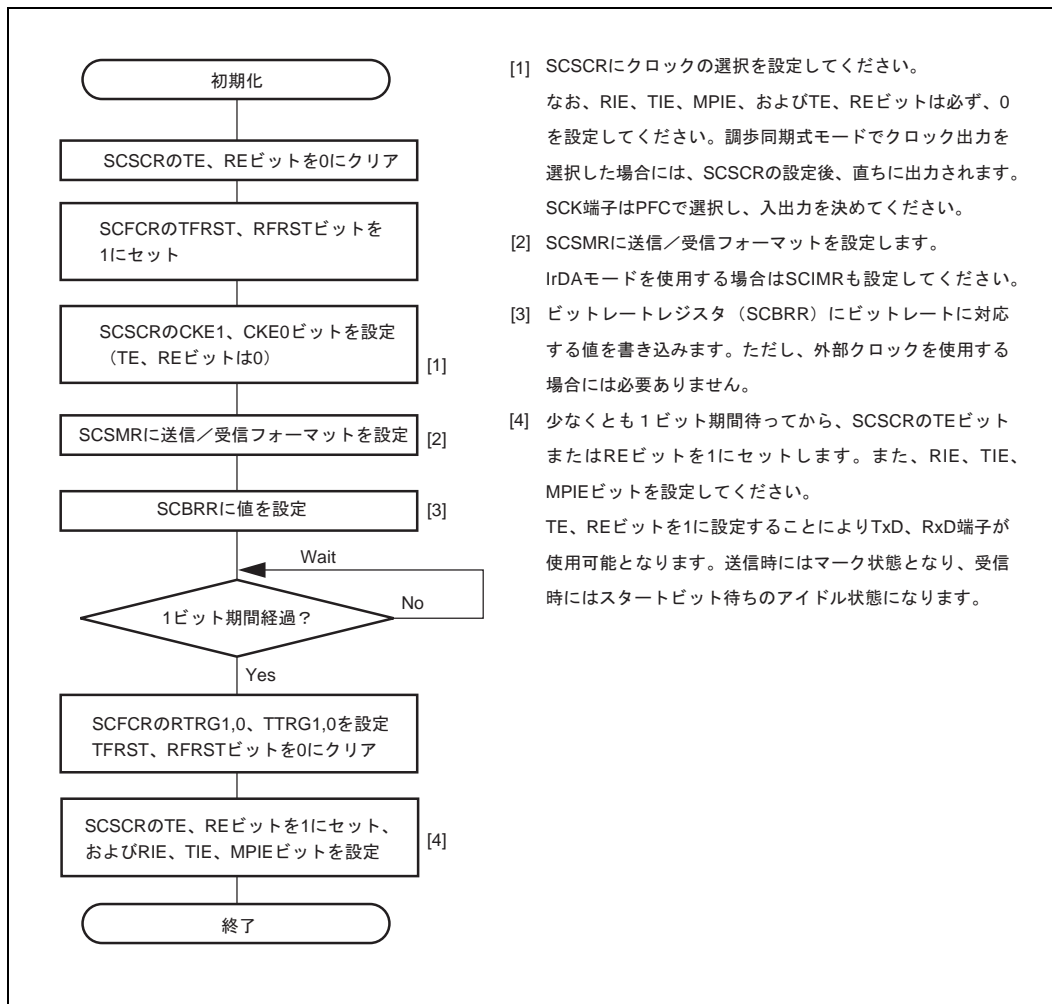 初期化
SCSCRのTE、REビットを0にクリア
SCFCRのTFRST、RFRSTビットを
1にセット
SCSCRのCKE1、CKE0ビットを設定
（TE、REビットは0）
[1]
SCSMRに送信／受信フォーマットを設定
[2]
SCBRRに値を設定
[3]
Wait
1ビット期間経過？
No
Yes
SCFCRのRTRG1,0、TTRG1,0を設定
TFRST、RFRSTビットを0にクリア
SCSCRのTE、REビットを1にセット、
およびRIE、TIE、MPIEビットを設定
[4]
終了
[1] SCSCRにクロックの選択を設定してください。
なお、RIE、TIE、MPIE、およびTE、REビットは必ず、0
を設定してください。調歩同期式モードでクロック出力を
選択した場合には、SCSCRの設定後、直ちに出力されます。
SCK端子はPFCで選択し、入出力を決めてください。
[2] SCSMRに送信／受信フォーマットを設定します。
IrDAモードを使用する場合はSCIMRも設定してください。
[3] ビットレートレジスタ（SCBRR）にビットレートに対応
する値を書き込みます。ただし、外部クロックを使用する
場合には必要ありません。
[4] 少なくとも１ビット期間待ってから、SCSCRのTEビット
またはREビットを1にセットします。また、RIE、TIE、
MPIEビットを設定してください。
TE、REビットを1に設定することによりTxD、RxD端子が
使用可能となります。送信時にはマーク状態となり、受信
時にはスタートビット待ちのアイドル状態になります。